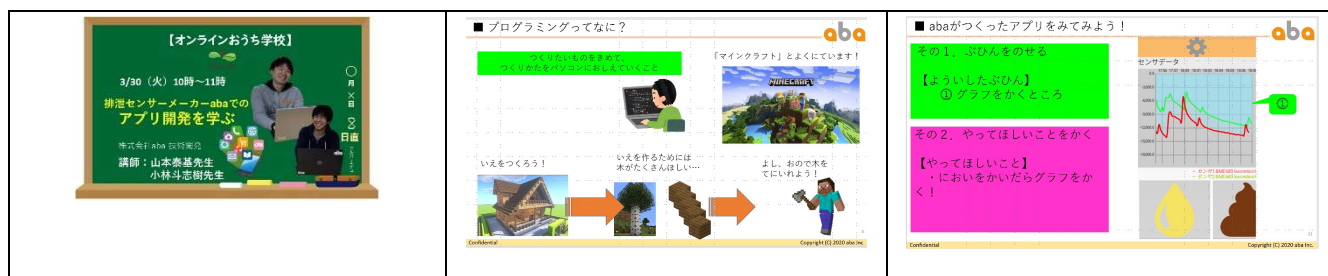 【オンラインおうち学校】
3/30（火）10時～11時
排泄センサーメーカーabaでの
アプリ開発を学ぶ
株式会社aba 技術開発
講師：山本泰基先生
小林斗志樹先生
〇月×日(火)
日直
■ プログラミングってなに？
aba
つくりたいものをきめて、
つくりかたをパソコンにおしえていくこと
「マインクラフト」とよくにています！
MINECRAFT
いえをつくろう！
いえを作るためには
木がたくさんほしい…
よし、おので木を
てにいれよう！
Confidential
Copyright (C) 2020 aba Inc.
■ abaがつくったアプリをみてみよう！
aba
その１．ぶひんをのせる
【よういしたぶひん】
① グラフをかくところ
その２．やってほしいことをかく
【やってほしいこと】
・においをかいだらグラフをか
く！
センサデータ
①
Confidential
Copyright (C) 2020 aba Inc.